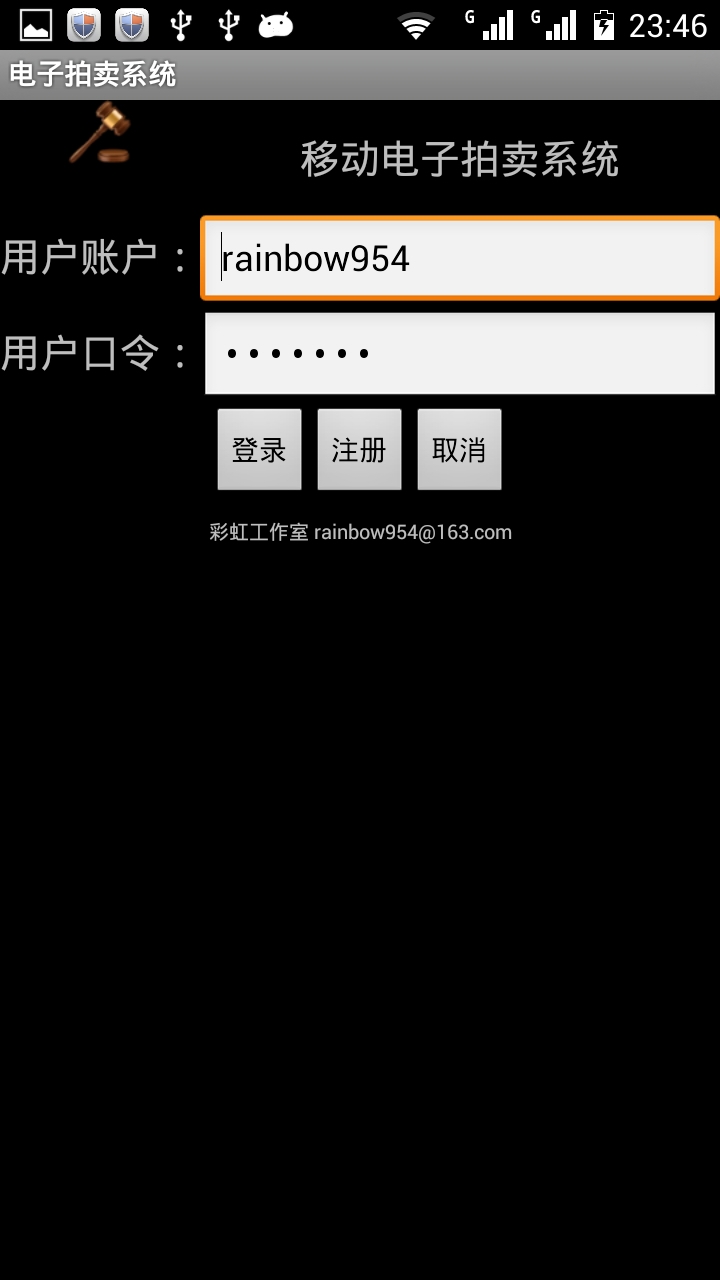 G G 23:46
电子拍卖系统
移动电子拍卖系统
用户账户：rainbow954
用户口令：•••••••
登录 注册 取消
彩虹工作室 rainbow954@163.com